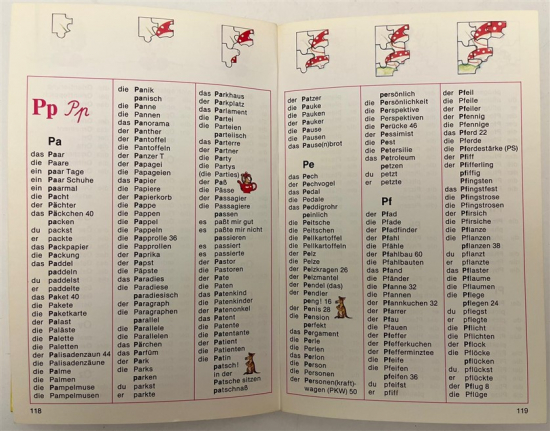 Pp Pp
Pa
das Paar
die Paare
ein paar Tage
ein Paar Schuhe
ein paarmal
die Pacht
der Pächter
das Päckchen 40
packen
du packst
er packte
das Packpapier
die Packung
das Paddel
paddeln
du paddelst
er paddelte
das Paket 40
die Pakete
die Paketkarte
der Palast
die Paläste
die Palette
die Paletten
der Palisadenzaun 44
die Palisadenzäune
die Palme
die Palmen
die Pampelmuse
die Pampelmusen
118
die Panik
panisch
die Panne
die Pannen
das Panorama
der Panther
der Pantoffel
die Pantoffeln
der Panzer T
der Papagei
die Papageien
das Papier
die Papiere
der Papierkorb
die Pappe
die Pappel
die Pappeln
die Pappen
die Papprolle 36
die Papprollen
der Paprika
der Papst
die Päpste
das Paradies
die Paradiese
paradiesisch
der Paragraph
die Paragraphen
parallel
die Parallele
die Parallelen
das Pärchen
das Parfüm
der Park
die Parks
parken
du parkst
er parkte
das Parkhaus
der Parkplatz
das Parlament
die Partei
die Parteien
parteiisch
das Parterre
der Partner
die Party
die Partys
(die Parties)
der Paß
die Pässe
der Passagier
die Passagiere
passen
es paßt mir gut
es paßte mir nicht
passieren
es passiert
es passierte
der Pastor
die Pastoren
der Pate
die Paten
das Patenkind
die Patenkinder
der Patenonkel
das Patent
die Patente
die Patentante
der Patient
die Patienten
die Patin
patsch!
in der
Patsche sitzen
patschnaß
der Patzer
die Pauke
die Pauken
der Pauker
die Pause
die Pausen
das Pause(n)brot
Pe
das Pech
der Pechvogel
das Pedal
die Pedale
das Peddigrohr
peinlich
die Peitsche
die Peitschen
die Pellkartoffel
die Pellkartoffeln
der Pelz
die Pelze
der Pelzkragen 26
der Pelzmantel
der Pendel (das)
der Pendler
peng! 16
der Penis 28
die Pension
perfekt
das Pergament
die Perle
die Perlen
das Perlon
die Person
die Personen
der Personen(kraft)-
wagen (PKW) 50
persönlich
die Persönlichkeit
die Perspektive
die Perspektiven
die Perücke 46
der Pessimist
die Pest
die Petersilie
das Petroleum
petzen
du petzt
er petzte
Pf
der Pfad
die Pfade
der Pfadfinder
der Pfahl
die Pfähle
der Pfahlbau 60
die Pfahlbauten
das Pfand
die Pfänder
die Pfanne 32
die Pfannen
der Pfannkuchen 32
der Pfarrer
der Pfau
die Pfauen
der Pfeffer
der Pfefferkuchen
der Pfefferminztee
die Pfeife
die Pfeifen
pfeifen 36
du pfeifst
er pfiff
der Pfeil
die Pfeile
der Pfeiler
der Pfennig
die Pfennige
das Pferd 22
die Pferde
die Pferdestärke (PS)
der Pfiff
der Pfifferling
pfiffig
Pfingsten
das Pfingstfest
die Pfingstrose
die Pfingstrosen
der Pfirsich
die Pfirsiche
die Pflanze
die Pflanzen
pflanzen 38
du pflanzt
er pflanzte
das Pflaster
die Pflaume
die Pflaumen
die Pflege
pflegen 24
du pflegst
er pflegte
die Pflicht
die Pflichten
der Pflock
die Pflöcke
pflücken
du pflückst
er pflückte
der Pflug 8
die Pflüge
119